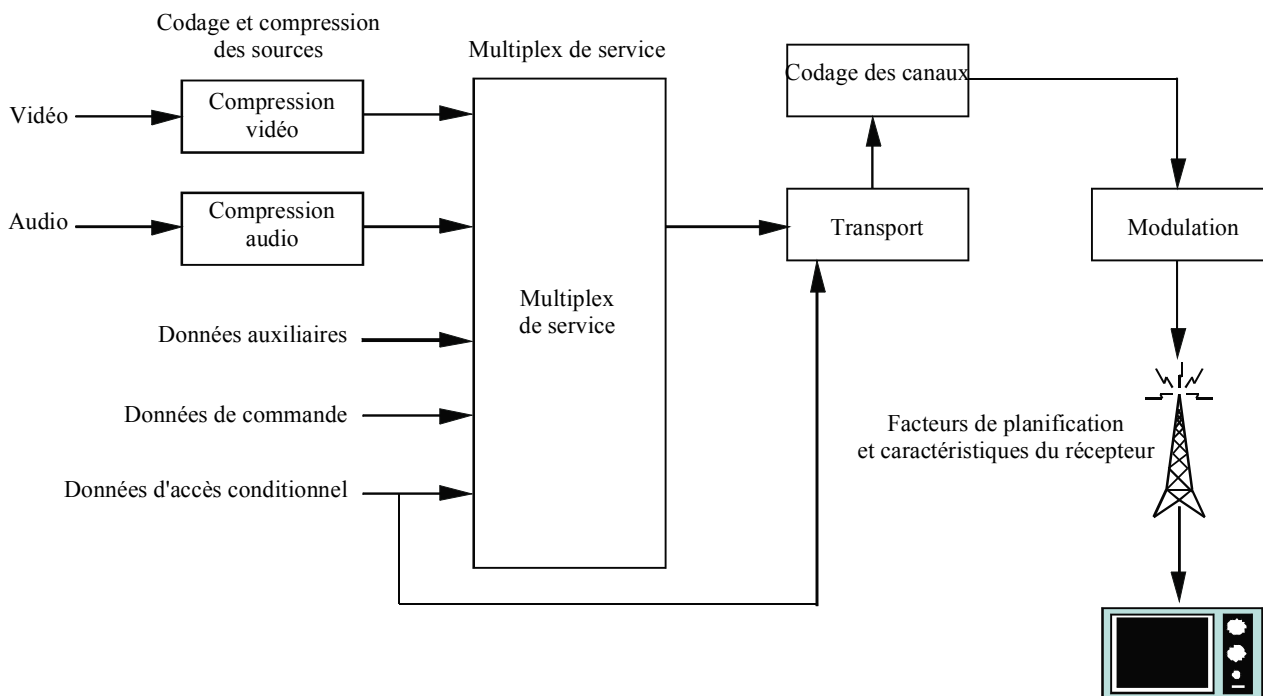 Codage et compression
des sources
Multiplex de service
Codage des canaux
Vidéo
Compression
vidéo
Audio
Compression
audio
Transport
Modulation
Multiplex
de service
Données auxiliaires
Données de commande
Facteurs de planification
et caractéristiques du récepteur
Données d'accès conditionnel